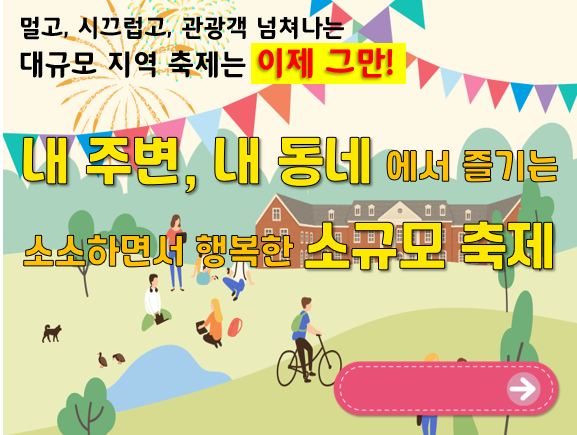 멀고, 시끄럽고, 관광객 넘쳐나는
대규모 지역 축제는 이제 그만!
내 주변, 내 동네 에서 즐기는
소소하면서 행복한 소규모 축제